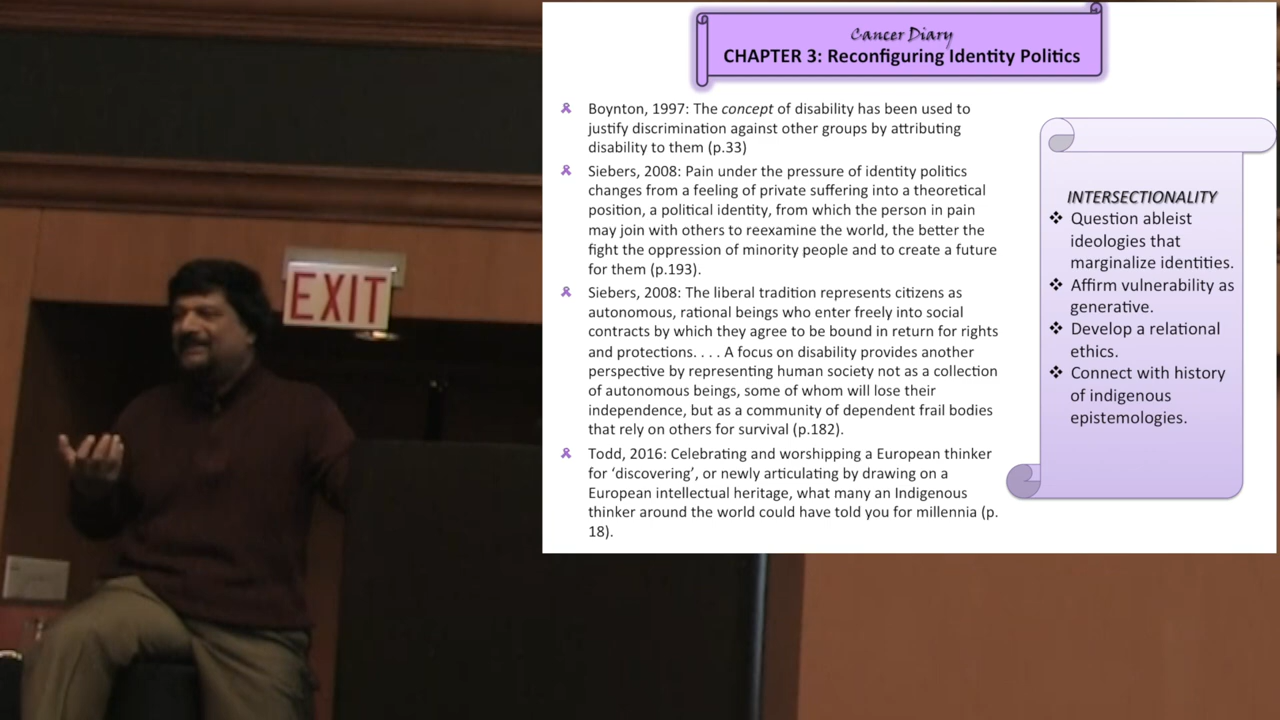 Cancer Diary
CHAPTER 3: Reconfiguring Identity Politics
Boynton, 1997: The concept of disability has been used to
justify discrimination against other groups by attributing
disability to them (p.33)
Siebers, 2008: Pain under the pressure of identity politics
changes from a feeling of private suffering into a theoretical
position, a political identity, from which the person in pain
may join with others to reexamine the world, the better the
fight the oppression of minority people and to create a future
for them (p.193).
Siebers, 2008: The liberal tradition represents citizens as
autonomous, rational beings who enter freely into social
contracts by which they agree to be bound in return for rights
and protections. . . . A focus on disability provides another
perspective by representing human society not as a collection
of autonomous beings, some of whom will lose their
independence, but as a community of dependent frail bodies
that rely on others for survival (p.182).
Todd, 2016: Celebrating and worshipping a European thinker
for ‘discovering’, or newly articulating by drawing on a
European intellectual heritage, what many an Indigenous
thinker around the world could have told you for millennia (p.
18).
INTERSECTIONALITY
Question ableist
ideologies that
marginalize identities.
Affirm vulnerability as
generative.
Develop a relational
ethics.
Connect with history
of indigenous
epistemologies.
EXIT